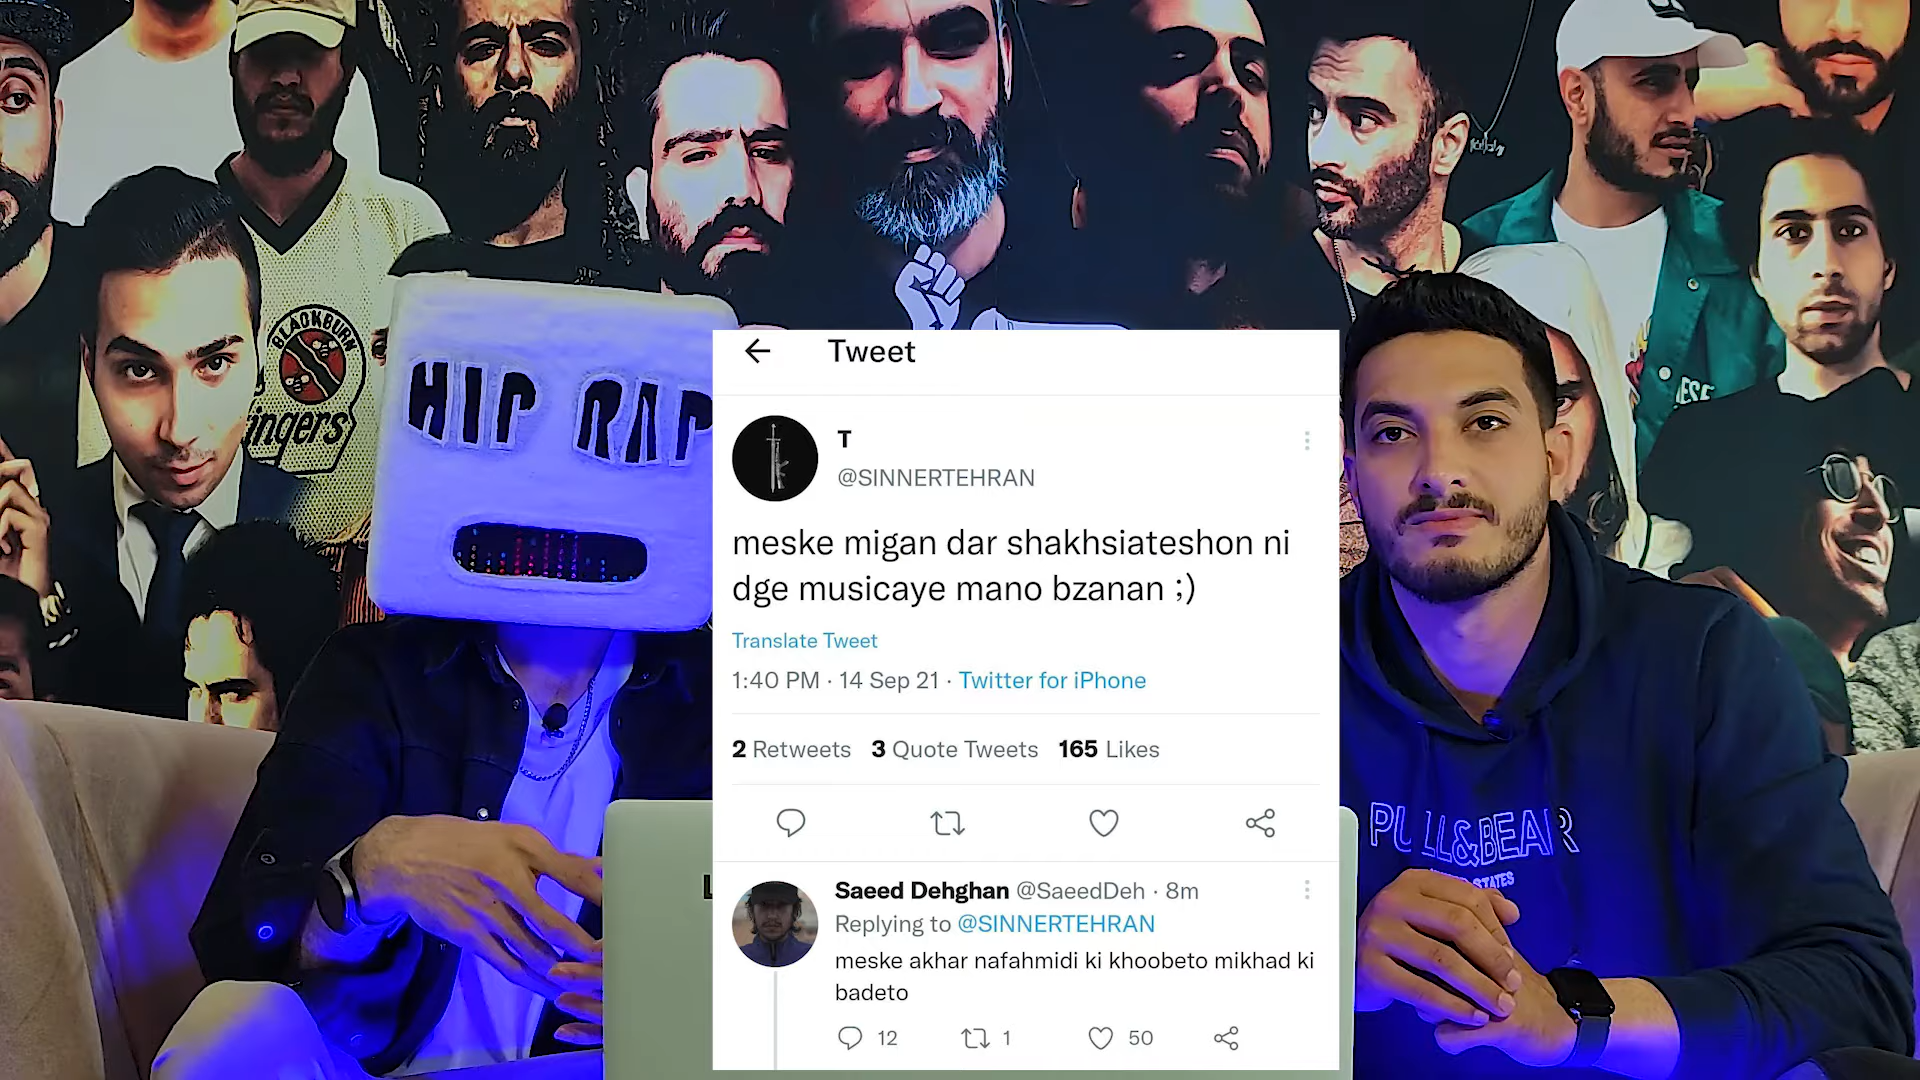 BLACKBURN
HIP RAP
Tweet
T
@SINNERTEHRAN
meske migan dar shakhsiateshon ni
dge musicaye mano bzanan ;)
Translate Tweet
1:40 PM · 14 Sep 21 · Twitter for iPhone
2 Retweets 3 Quote Tweets 165 Likes
Saeed Dehghan @SaeedDeh · 8m
Replying to @SINNERTEHRAN
meske akhar nafahmidi ki khoobeto mikhad ki
badeto
12 1 50
PULL&BEAR